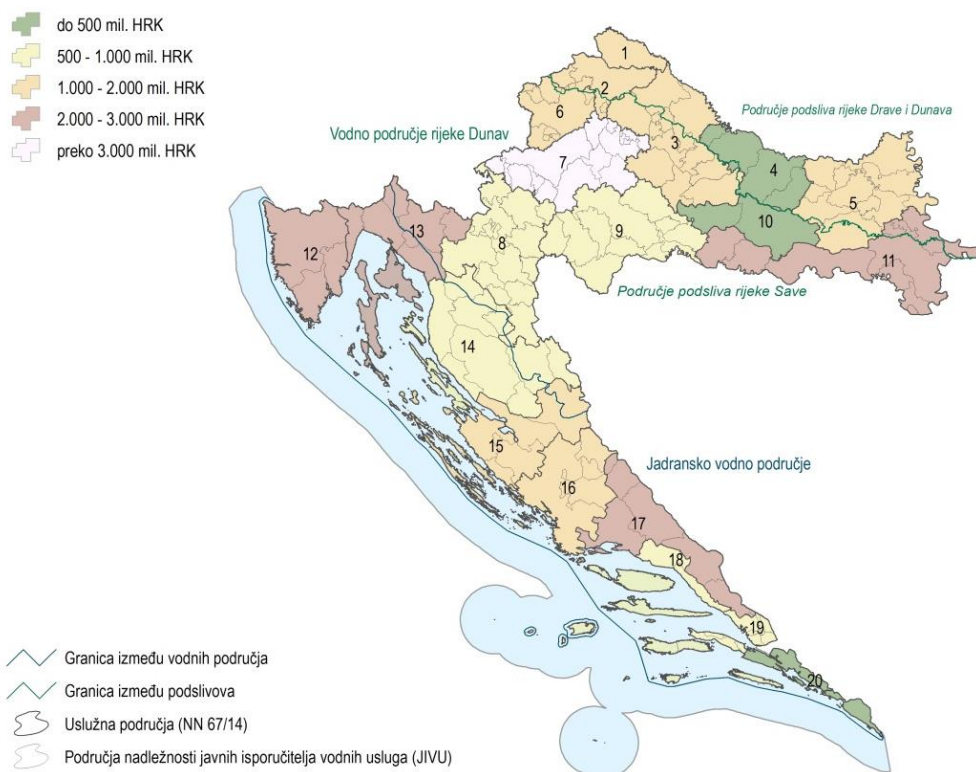 do 500 mil. HRK
500 - 1.000 mil. HRK
1.000 - 2.000 mil. HRK
2.000 - 3.000 mil. HRK
preko 3.000 mil. HRK
1
2
6
Područje podsliva rijeke Drave i Dunava
Vodno područje rijeke Dunav
3
7
4
5
10
13
8
9
12
11
Područje podsliva rijeke Save
14
15
Jadransko vodno područje
16
17
18
19
20
Granica između vodnih područja
Granica između podslivova
Uslužna područja (NN 67/14)
Područja nadležnosti javnih isporučitelja vodnih usluga (JIVU)